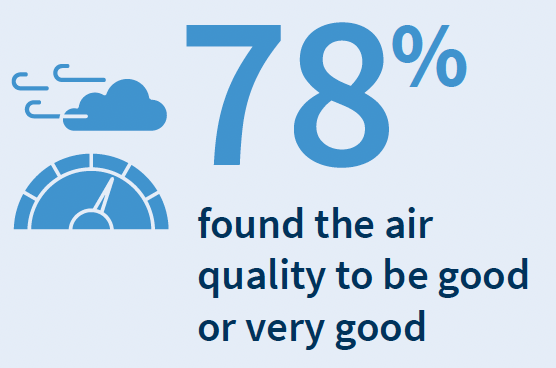 78%
found the air
quality to be good
or very good